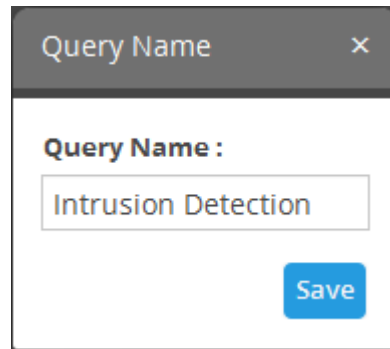 Query Name ×
Query Name :
Intrusion Detection
Save